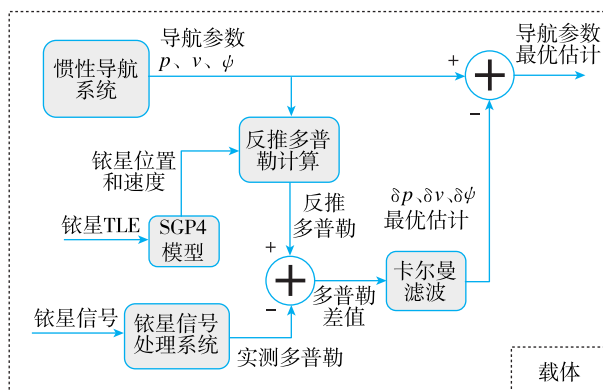 导航参数
p、v、ψ
惯性导航
系统
+
-
导航参数
最优估计
反推多普
勒计算
铱星位置
和速度
铱星TLE
SGP4
模型
反推
多普勒
+
-
多普勒
差值
δp、δv、δψ
最优估计
卡尔曼
滤波
铱星信号
铱星信号
处理系统
实测多普勒
载体